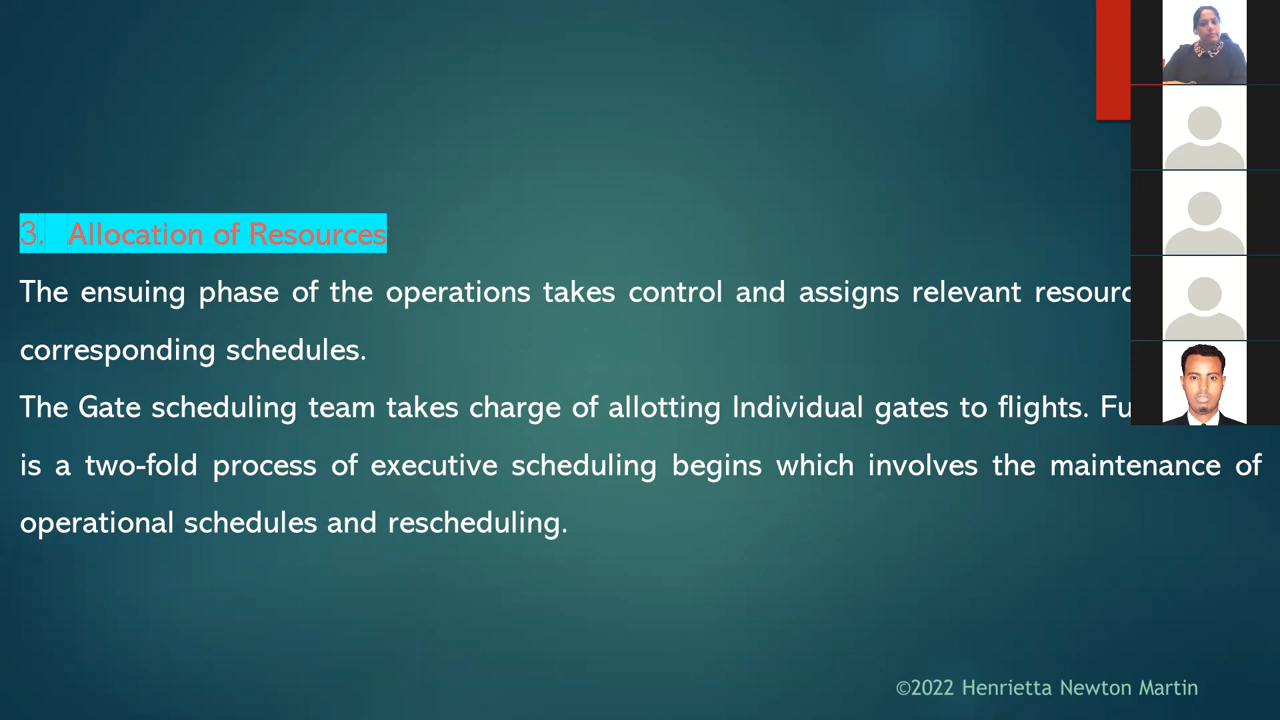 3. Allocation of Resources
The ensuing phase of the operations takes control and assigns relevant
corresponding schedules.
The Gate scheduling team takes charge of allotting Individual gates to flights.
is a two-fold process of executive scheduling begins which involves the maintenance of
operational schedules and rescheduling.
©2022 Henrietta Newton Martin